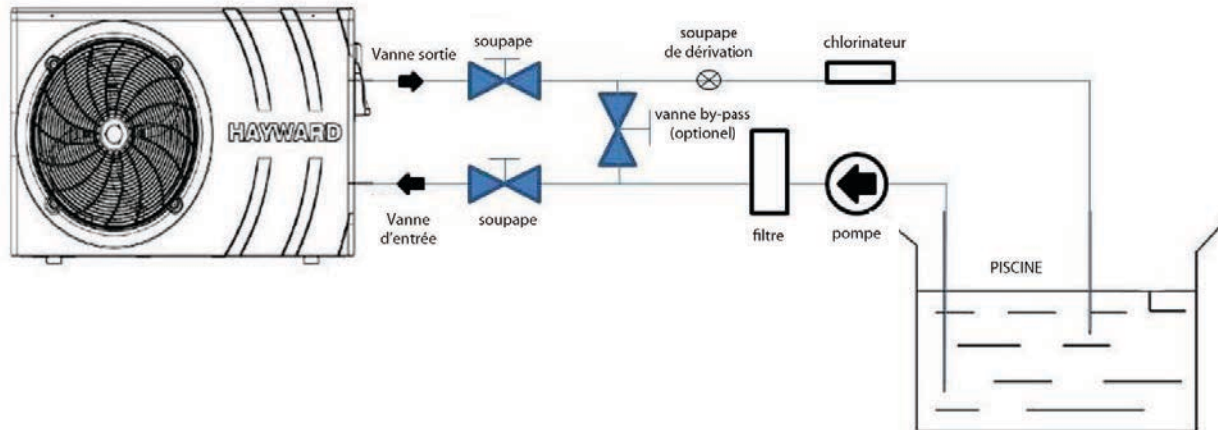 soupape
Vanne sortie
soupape
de dérivation
chlorinateur
HAYWARD
vanne by-pass
(optionel)
Vanne
d'entrée
soupape
filtre
pompe
PISCINE